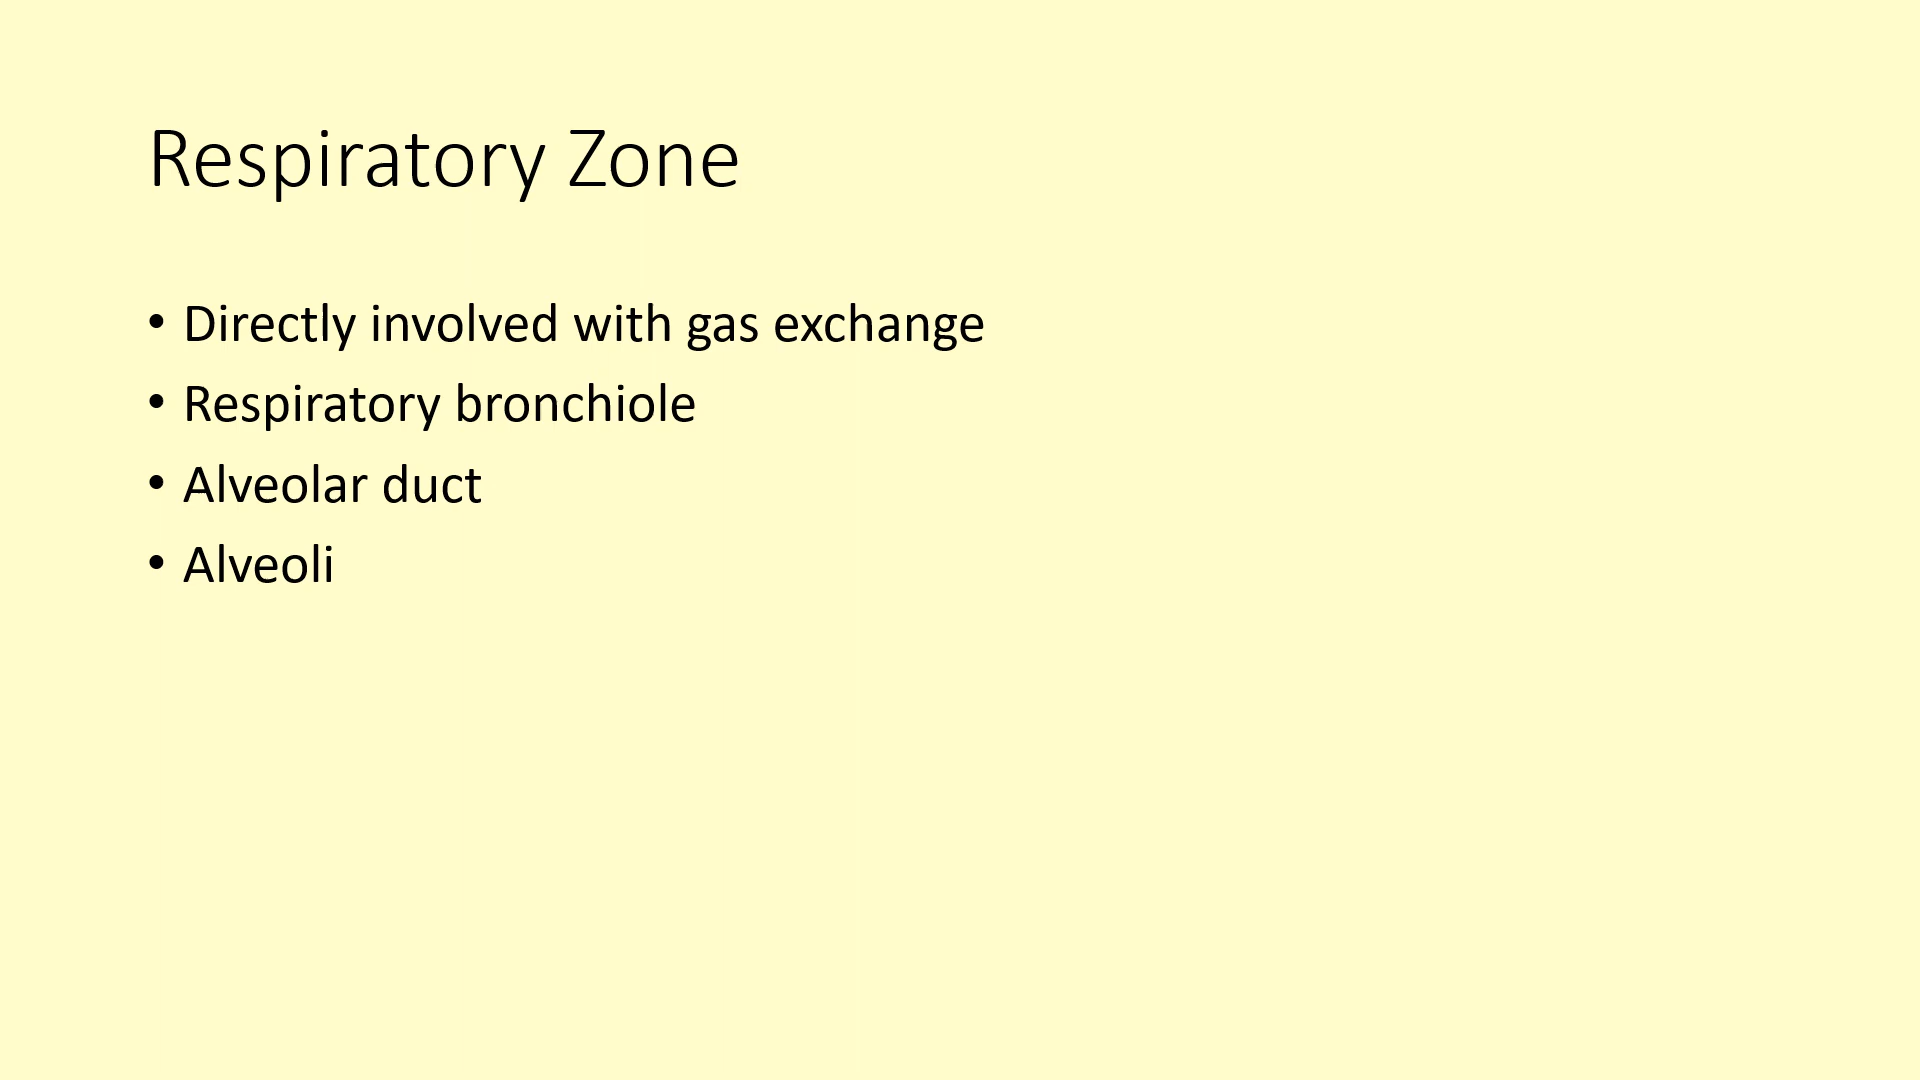 Respiratory Zone
• Directly involved with gas exchange
• Respiratory bronchiole
• Alveolar duct
• Alveoli